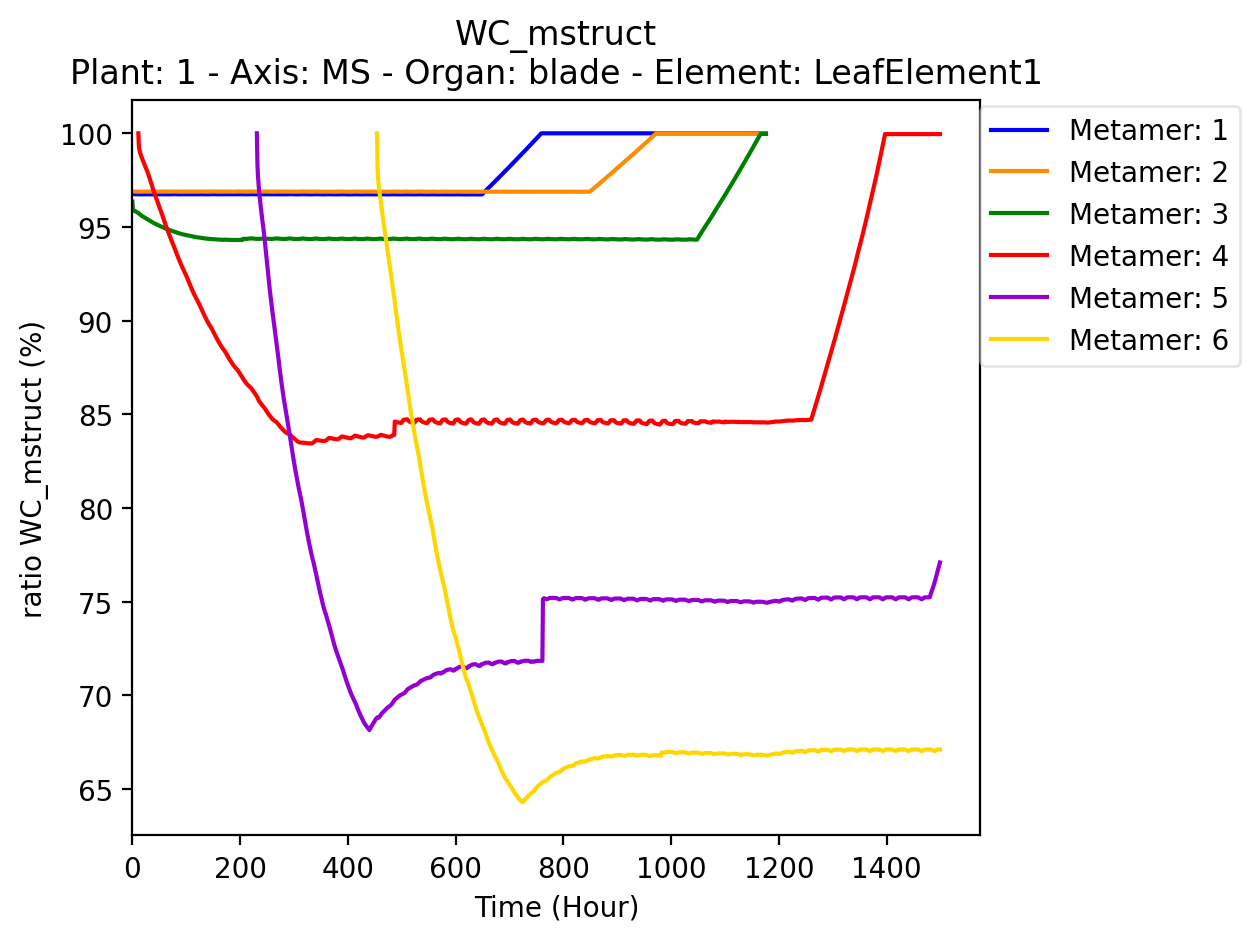 WC_mstruct
Plant: 1 - Axis: MS - Organ: blade - Element: LeafElement1
ratio WC_mstruct (%)
100
95
90
85
80
75
70
65
0 200 400 600 800 1000 1200 1400
Time (Hour)
Metamer: 1
Metamer: 2
Metamer: 3
Metamer: 4
Metamer: 5
Metamer: 6